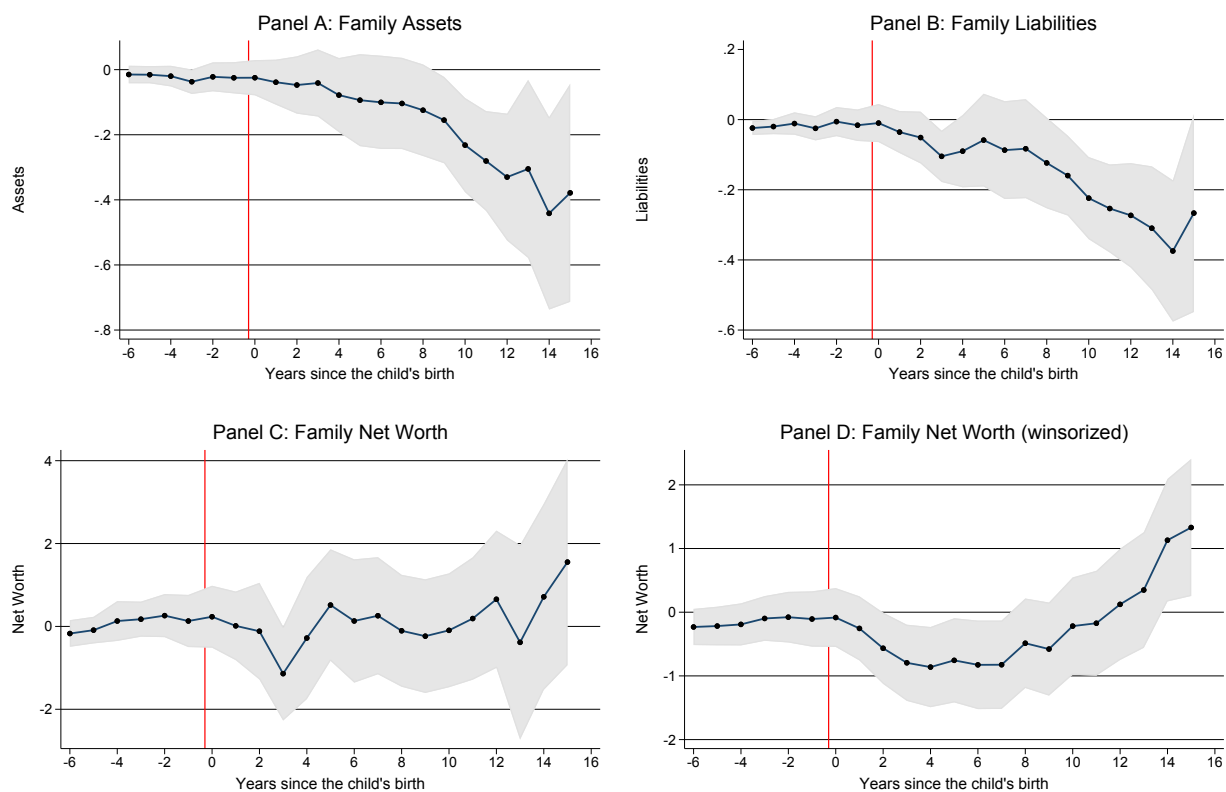 Panel A: Family Assets
0
-.2
-.4
-.6
-.8
Assets
-6 -4 -2 0 2 4 6 8 10 12 14 16
Years since the child's birth
Panel B: Family Liabilities
.2
0
-.2
-.4
-.6
Liabilities
-6 -4 -2 0 2 4 6 8 10 12 14 16
Years since the child's birth
Panel C: Family Net Worth
4
2
0
-2
Net Worth
-6 -4 -2 0 2 4 6 8 10 12 14 16
Years since the child's birth
Panel D: Family Net Worth (winsorized)
2
1
0
-1
-2
Net Worth
-6 -4 -2 0 2 4 6 8 10 12 14 16
Years since the child's birth